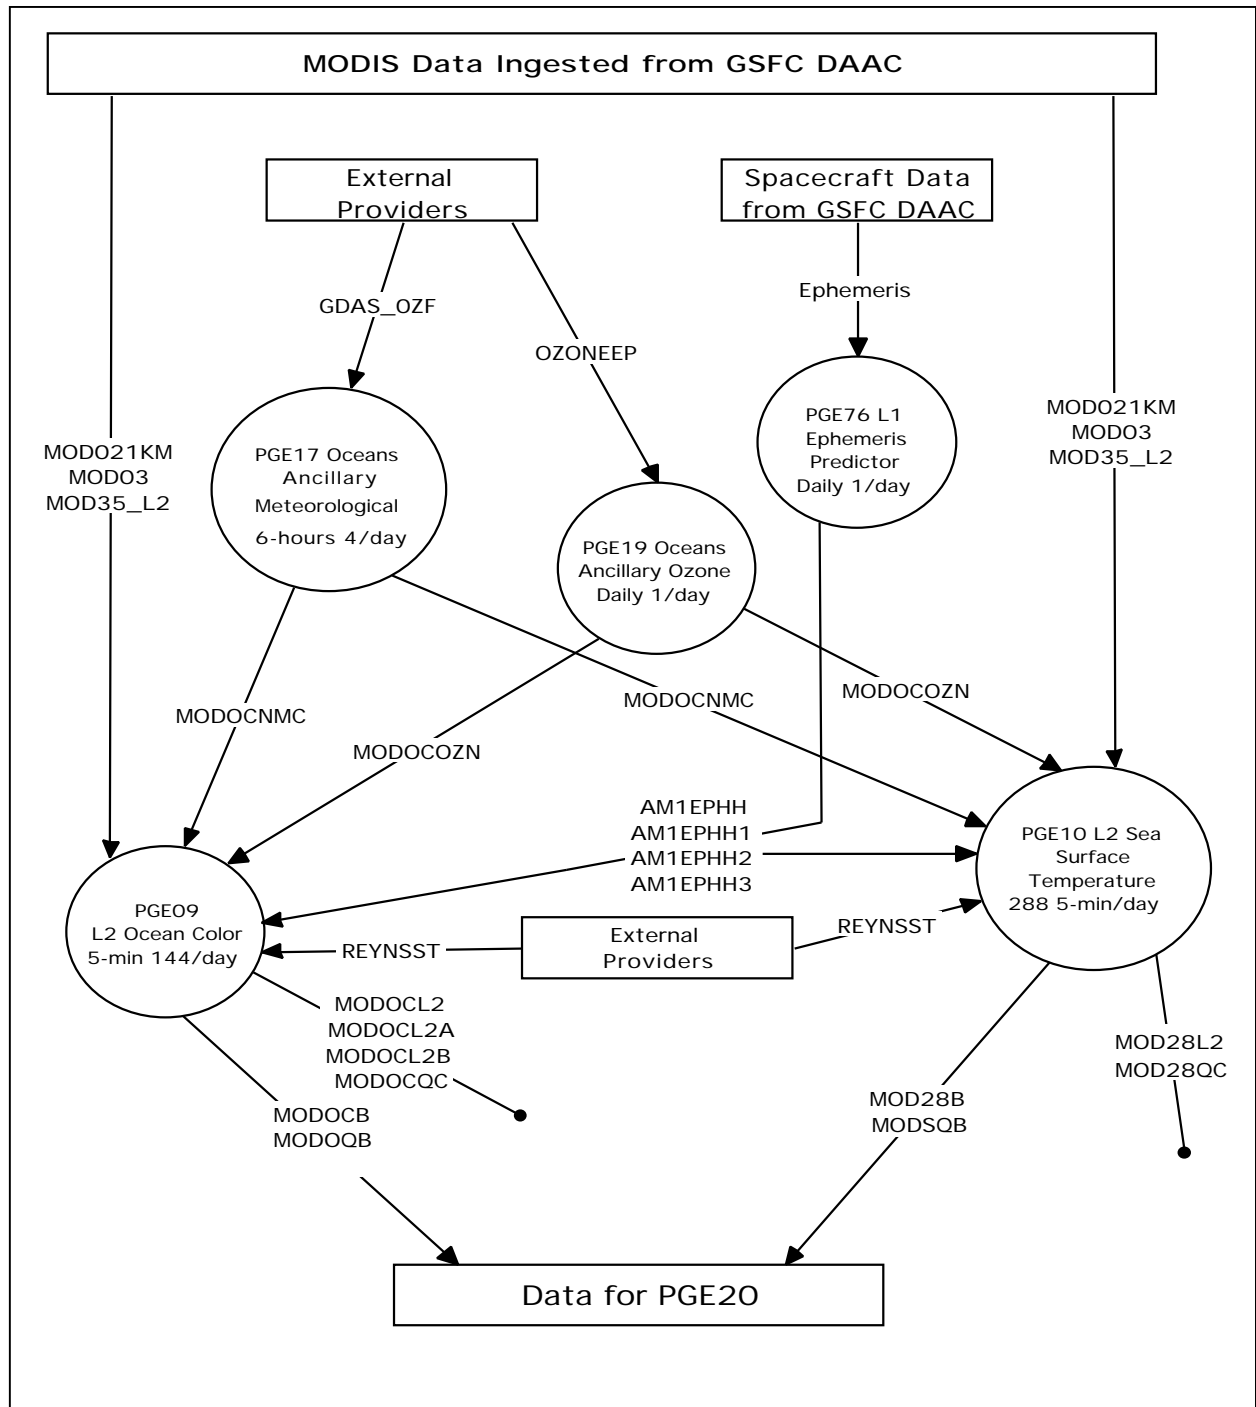 MODIS Data Ingested from GSFC DAAC
External
Providers
Spacecraft Data
from GSFC DAAC
GDAS_0ZF
Ephemeris
OZONEEP
MOD021KM
MOD03
MOD35_L2
PGE17 Oceans
Ancillary
Meteorological
6-hours 4/day
PGE76 L1
Ephemeris
Predictor
Daily 1/day
MOD021KM
MOD03
MOD35_L2
PGE19 Oceans
Ancillary Ozone
Daily 1/day
MODOCNMC
MODOCOZN
MODOCNMC
MODOCOZN
AM1EPHH
AM1EPHH1
AM1EPHH2
AM1EPHH3
PGE10 L2 Sea
Surface
Temperature
288 5-min/day
PGE09
L2 Ocean Color
5-min 144/day
REYNSST
External
Providers
REYNSST
MODOCL2
MODOCL2A
MODOCL2B
MODOCQC
MODOCB
MODOQB
MOD28B
MODSQB
MOD28L2
MOD28QC
Data for PGE20